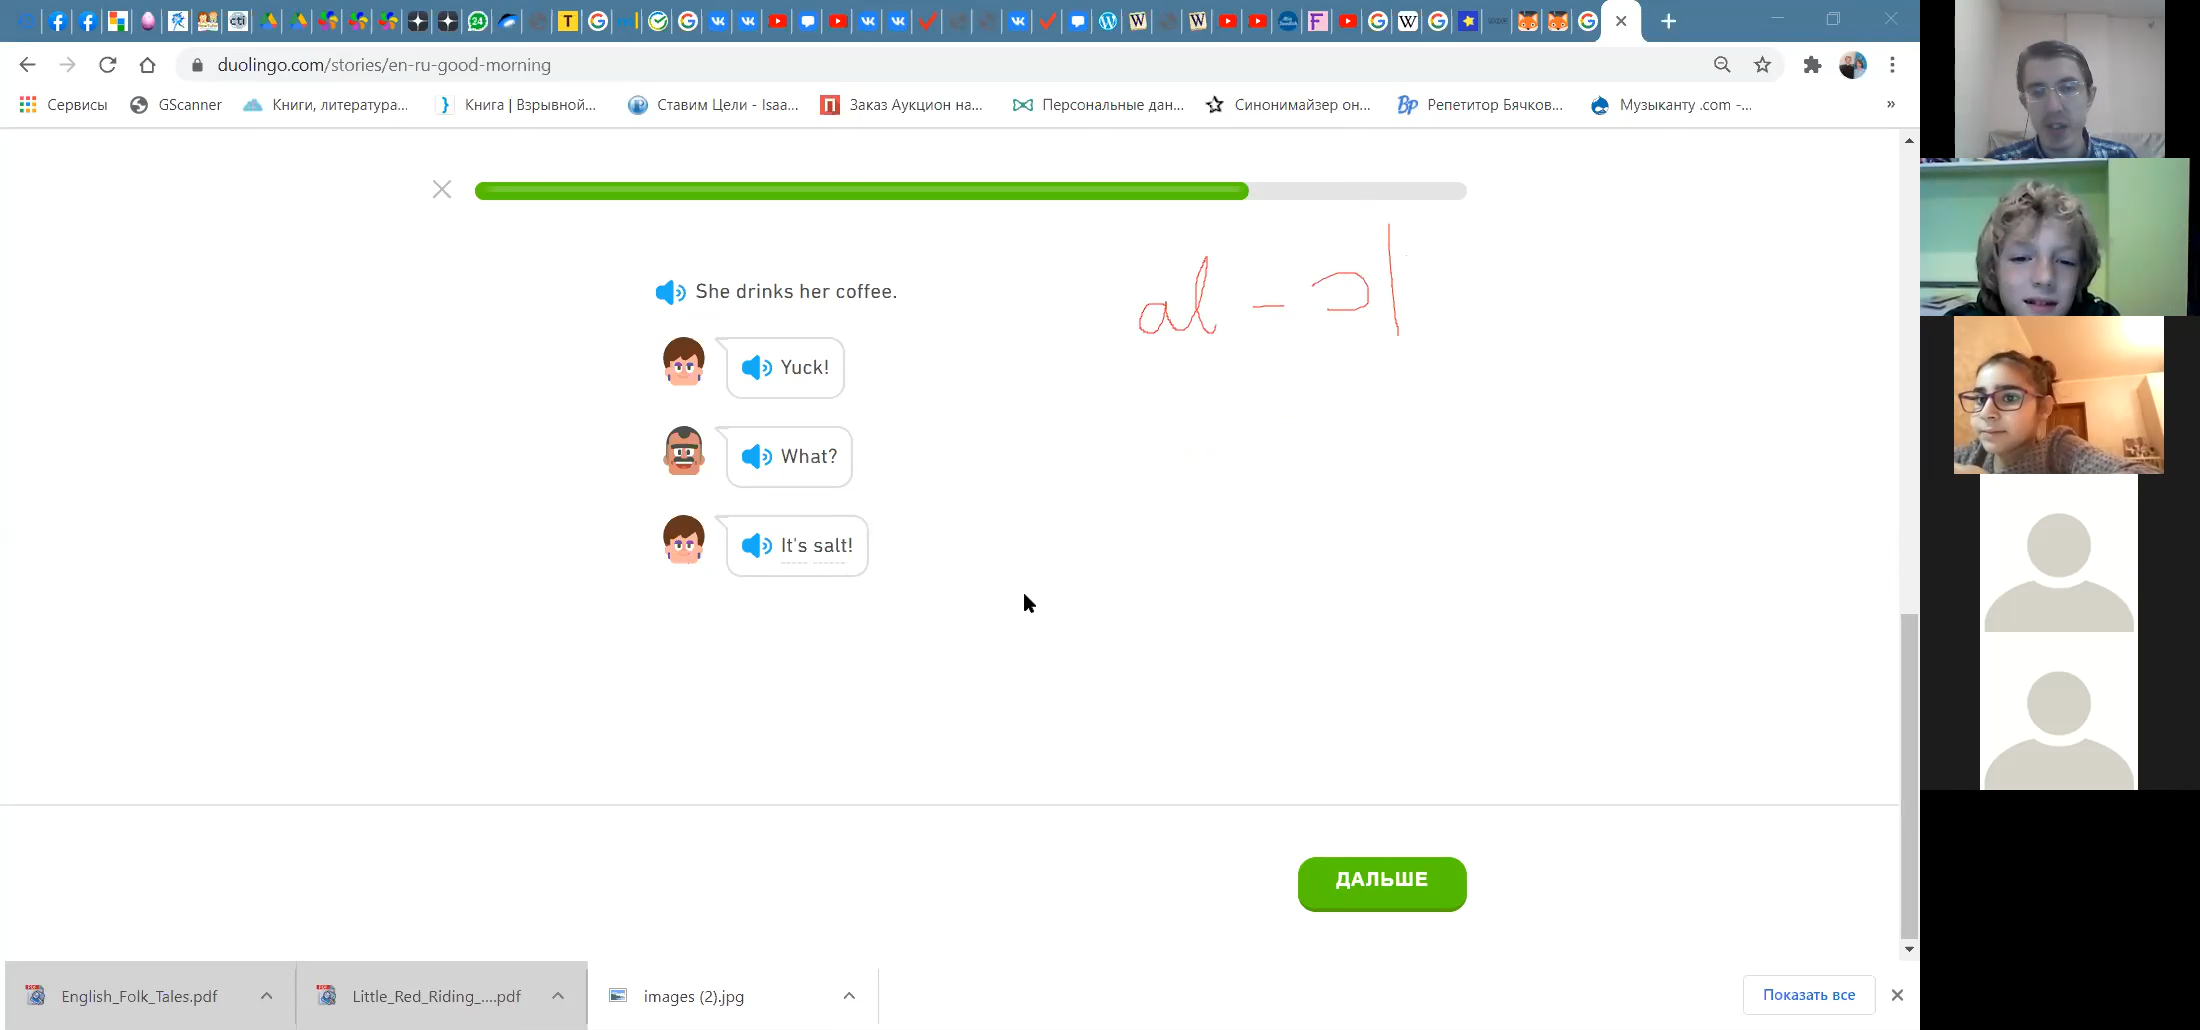 duolingo.com/stories/en-ru-good-morning
Сервисы GScanner Книги, литература... Книга | Взрывной... Ставим Цели - Isaa... Заказ Аукцион на... Персональные дан... Синонимайзер он... Репетитор Бячков... Музыканту .com -... »
She drinks her coffee.
al - ɔl
Yuck!
What?
It's salt!
ДАЛЬШЕ
English_Folk_Tales.pdf Little_Red_Riding_....pdf images (2).jpg Показать все